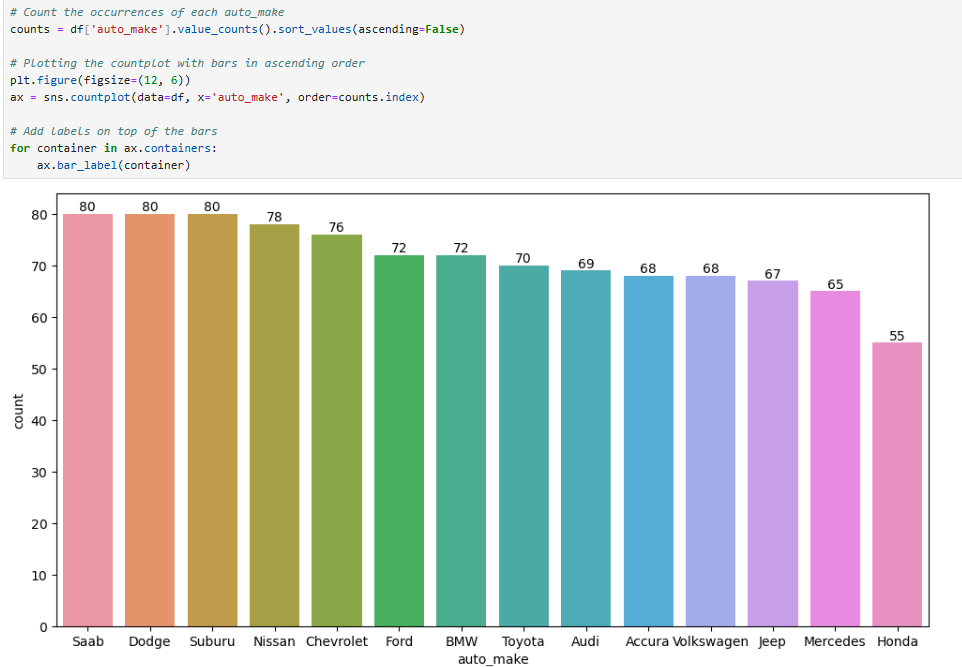 # Count the occurrences of each auto_make
counts = df['auto_make'].value_counts().sort_values(ascending=False)
# Plotting the countplot with bars in ascending order
plt.figure(figsize=(12, 6))
ax = sns.countplot(data=df, x='auto_make', order=counts.index)
# Add labels on top of the bars
for container in ax.containers:
    ax.bar_label(container)
80 80 80 78 76 72 72 70 69 68 68 67 65 55
80
70
60
50
40
30
20
10
0
count
Saab Dodge Suburu Nissan Chevrolet Ford BMW Toyota Audi Accura Volkswagen Jeep Mercedes Honda
auto_make